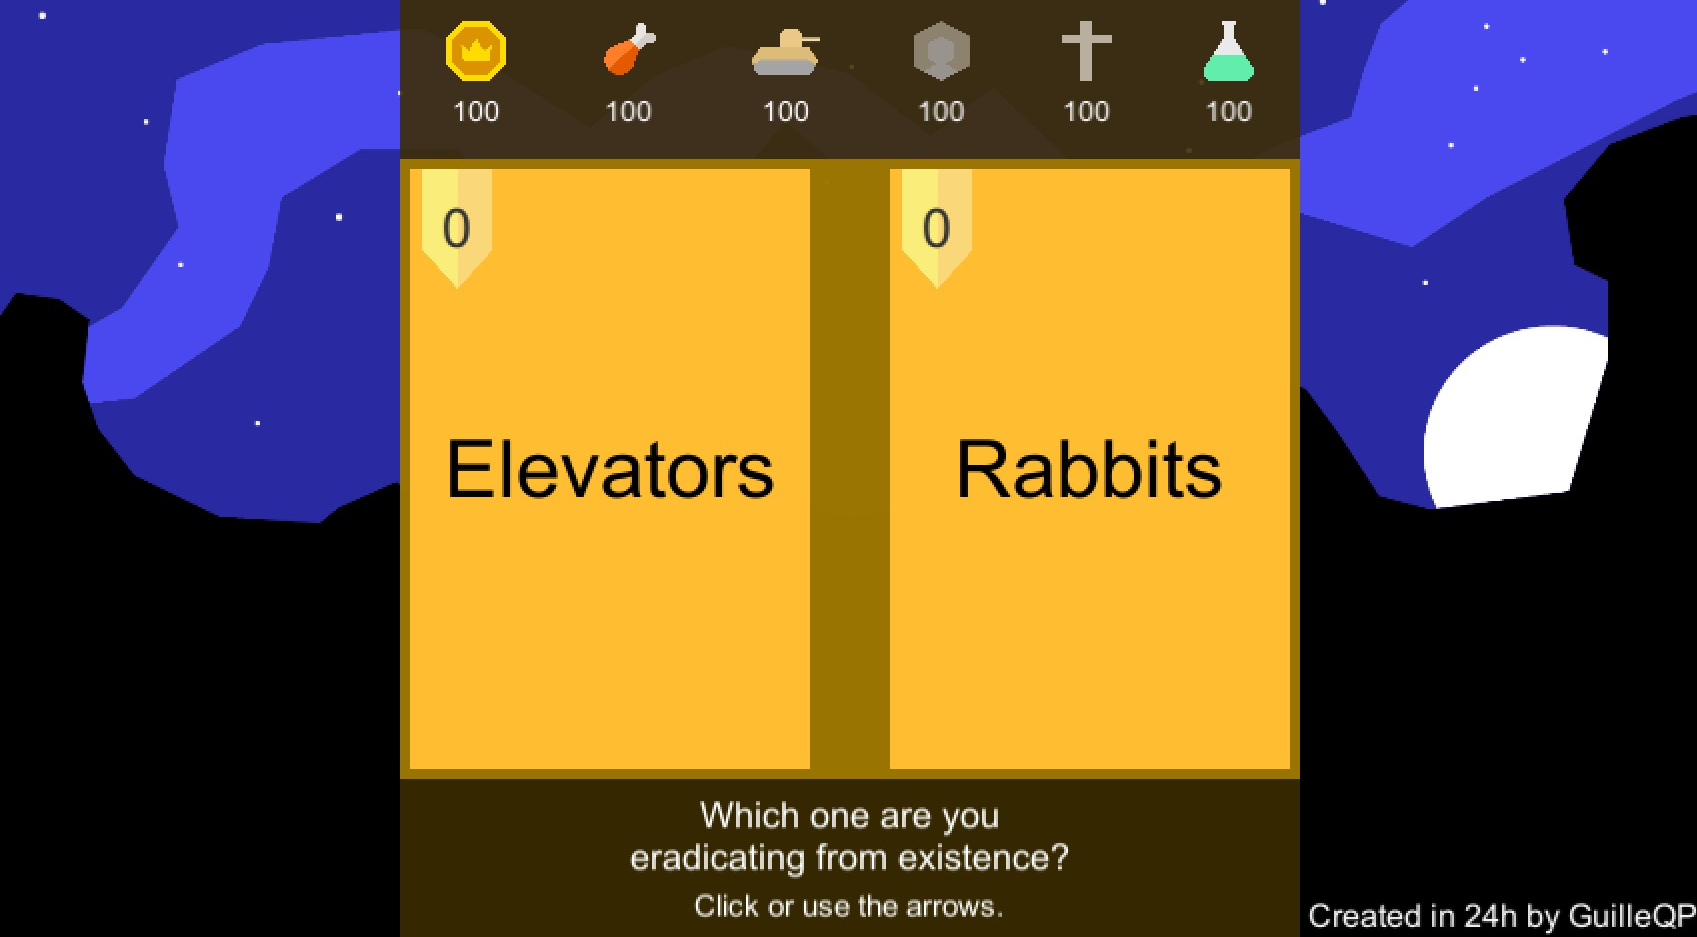 100 100 100 100 100 100
0 0
Elevators Rabbits
Which one are you
eradicating from existence?
Click or use the arrows.
Created in 24h by GuilleQP